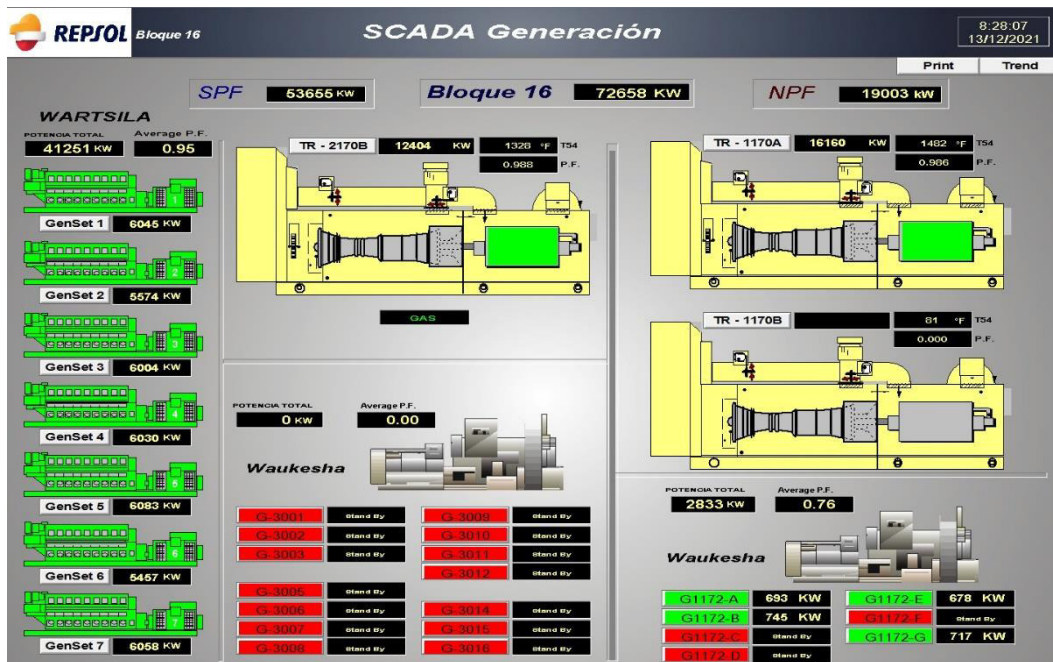 REPSOL Bloque 16
SCADA Generación
8:28:07
13/12/2021
Print Trend
SPF 53655 KW
Bloque 16 72658 KW
NPF 19003 kW
WARTSILA
POTENCIA TOTAL Average P.F.
41251 KW 0.95
1
GenSet 1 6045 KW
2
GenSet 2 5574 KW
3
GenSet 3 6004 KW
4
GenSet 4 6030 KW
5
GenSet 5 6083 KW
6
GenSet 6 5457 KW
7
GenSet 7 6058 KW
TR - 2170B 12404 KW 1328 °F T54
0.988 P.F.
GAS
POTENCIA TOTAL Average P.F.
0 KW 0.00
Waukesha
G-3001 Stand By G-3009 Stand By
G-3002 Stand By G-3010 Stand By
G-3003 Stand By G-3011 Stand By
G-3012 Stand By
G-3005 Stand By
G-3006 Stand By G-3014 Stand By
G-3007 Stand By G-3015 Stand By
G-3008 Stand By G-3016 Stand By
TR - 1170A 16160 KW 1482 °F T54
0.986 P.F.
TR - 1170B 81 °F T54
0.000 P.F.
POTENCIA TOTAL Average P.F.
2833 KW 0.76
Waukesha
G1172-A 693 KW G1172-E 678 KW
G1172-B 745 KW G1172-F Stand By
G1172-C Stand By G1172-G 717 KW
G1172-D Stand By